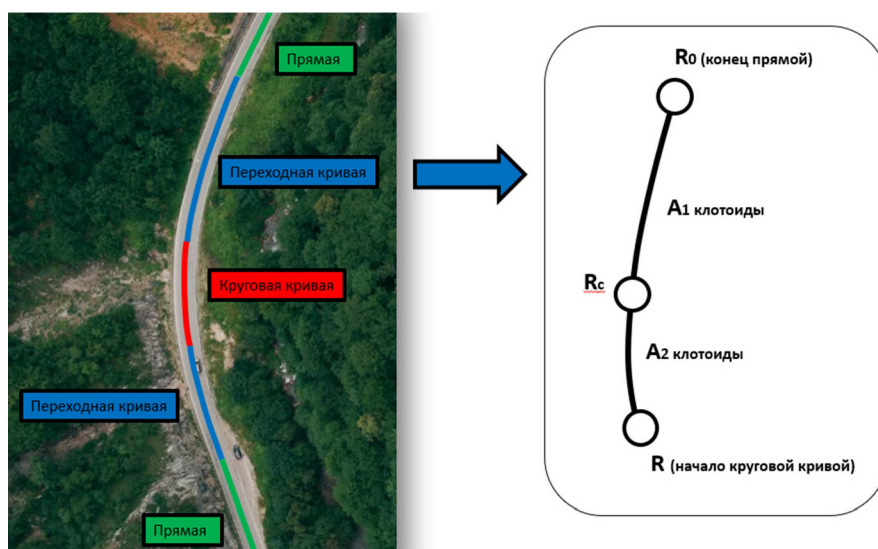 Прямая
Переходная кривая
Круговая кривая
Переходная кривая
Прямая
R0 (конец прямой)
A1 клотоиды
Rc
A2 клотоиды
R (начало круговой кривой)